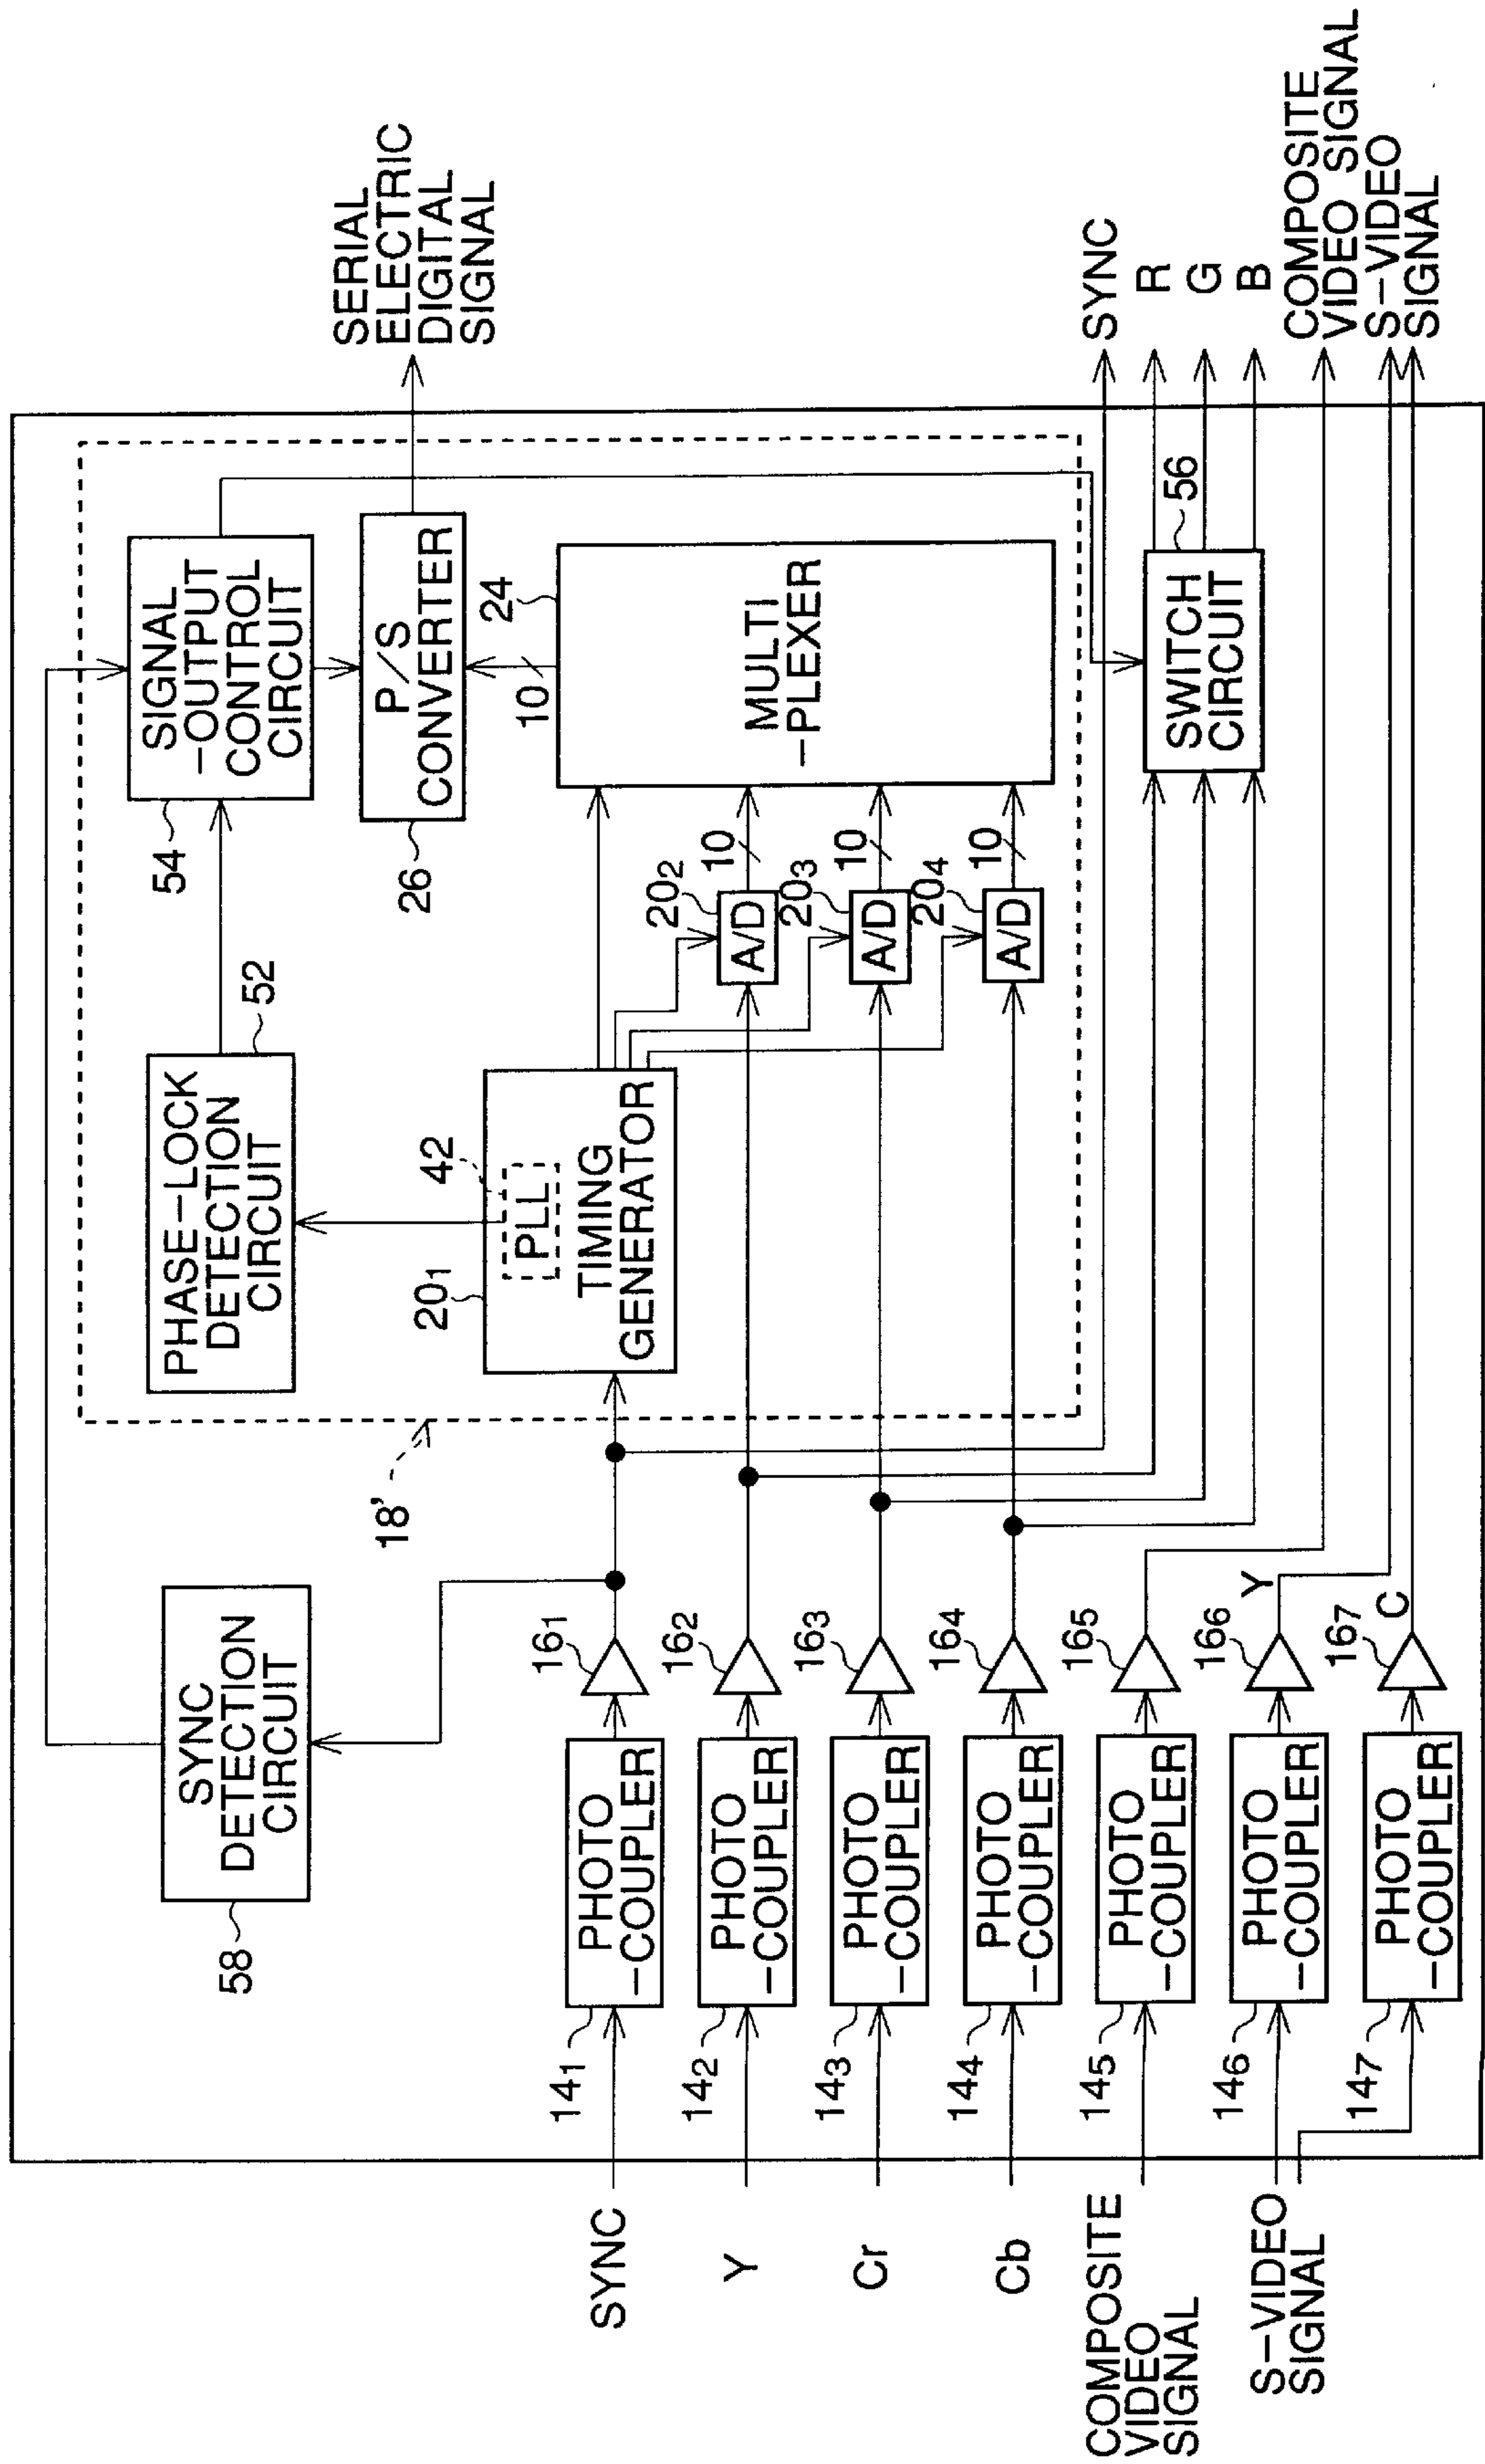 SYNC
DETECTION
CIRCUIT
58
18'
PHASE-LOCK
DETECTION
CIRCUIT
52
SIGNAL
-OUTPUT
CONTROL
CIRCUIT
54
SERIAL
ELECTRIC
DIGITAL
SIGNAL
P/S
CONVERTER
26
10
24
MULTI
-PLEXER
201
42
PLL
TIMING
GENERATOR
202
A/D
10
203
A/D
10
204
A/D
10
SYNC
141
PHOTO
-COUPLER
161
Y
142
PHOTO
-COUPLER
162
Cr
143
PHOTO
-COUPLER
163
Cb
144
PHOTO
-COUPLER
164
COMPOSITE
VIDEO
SIGNAL
145
PHOTO
-COUPLER
165
S-VIDEO
SIGNAL
146
PHOTO
-COUPLER
166
Y
147
PHOTO
-COUPLER
167
C
SWITCH
CIRCUIT
56
SYNC
R
G
B
COMPOSITE
VIDEO SIGNAL
S-VIDEO
SIGNAL